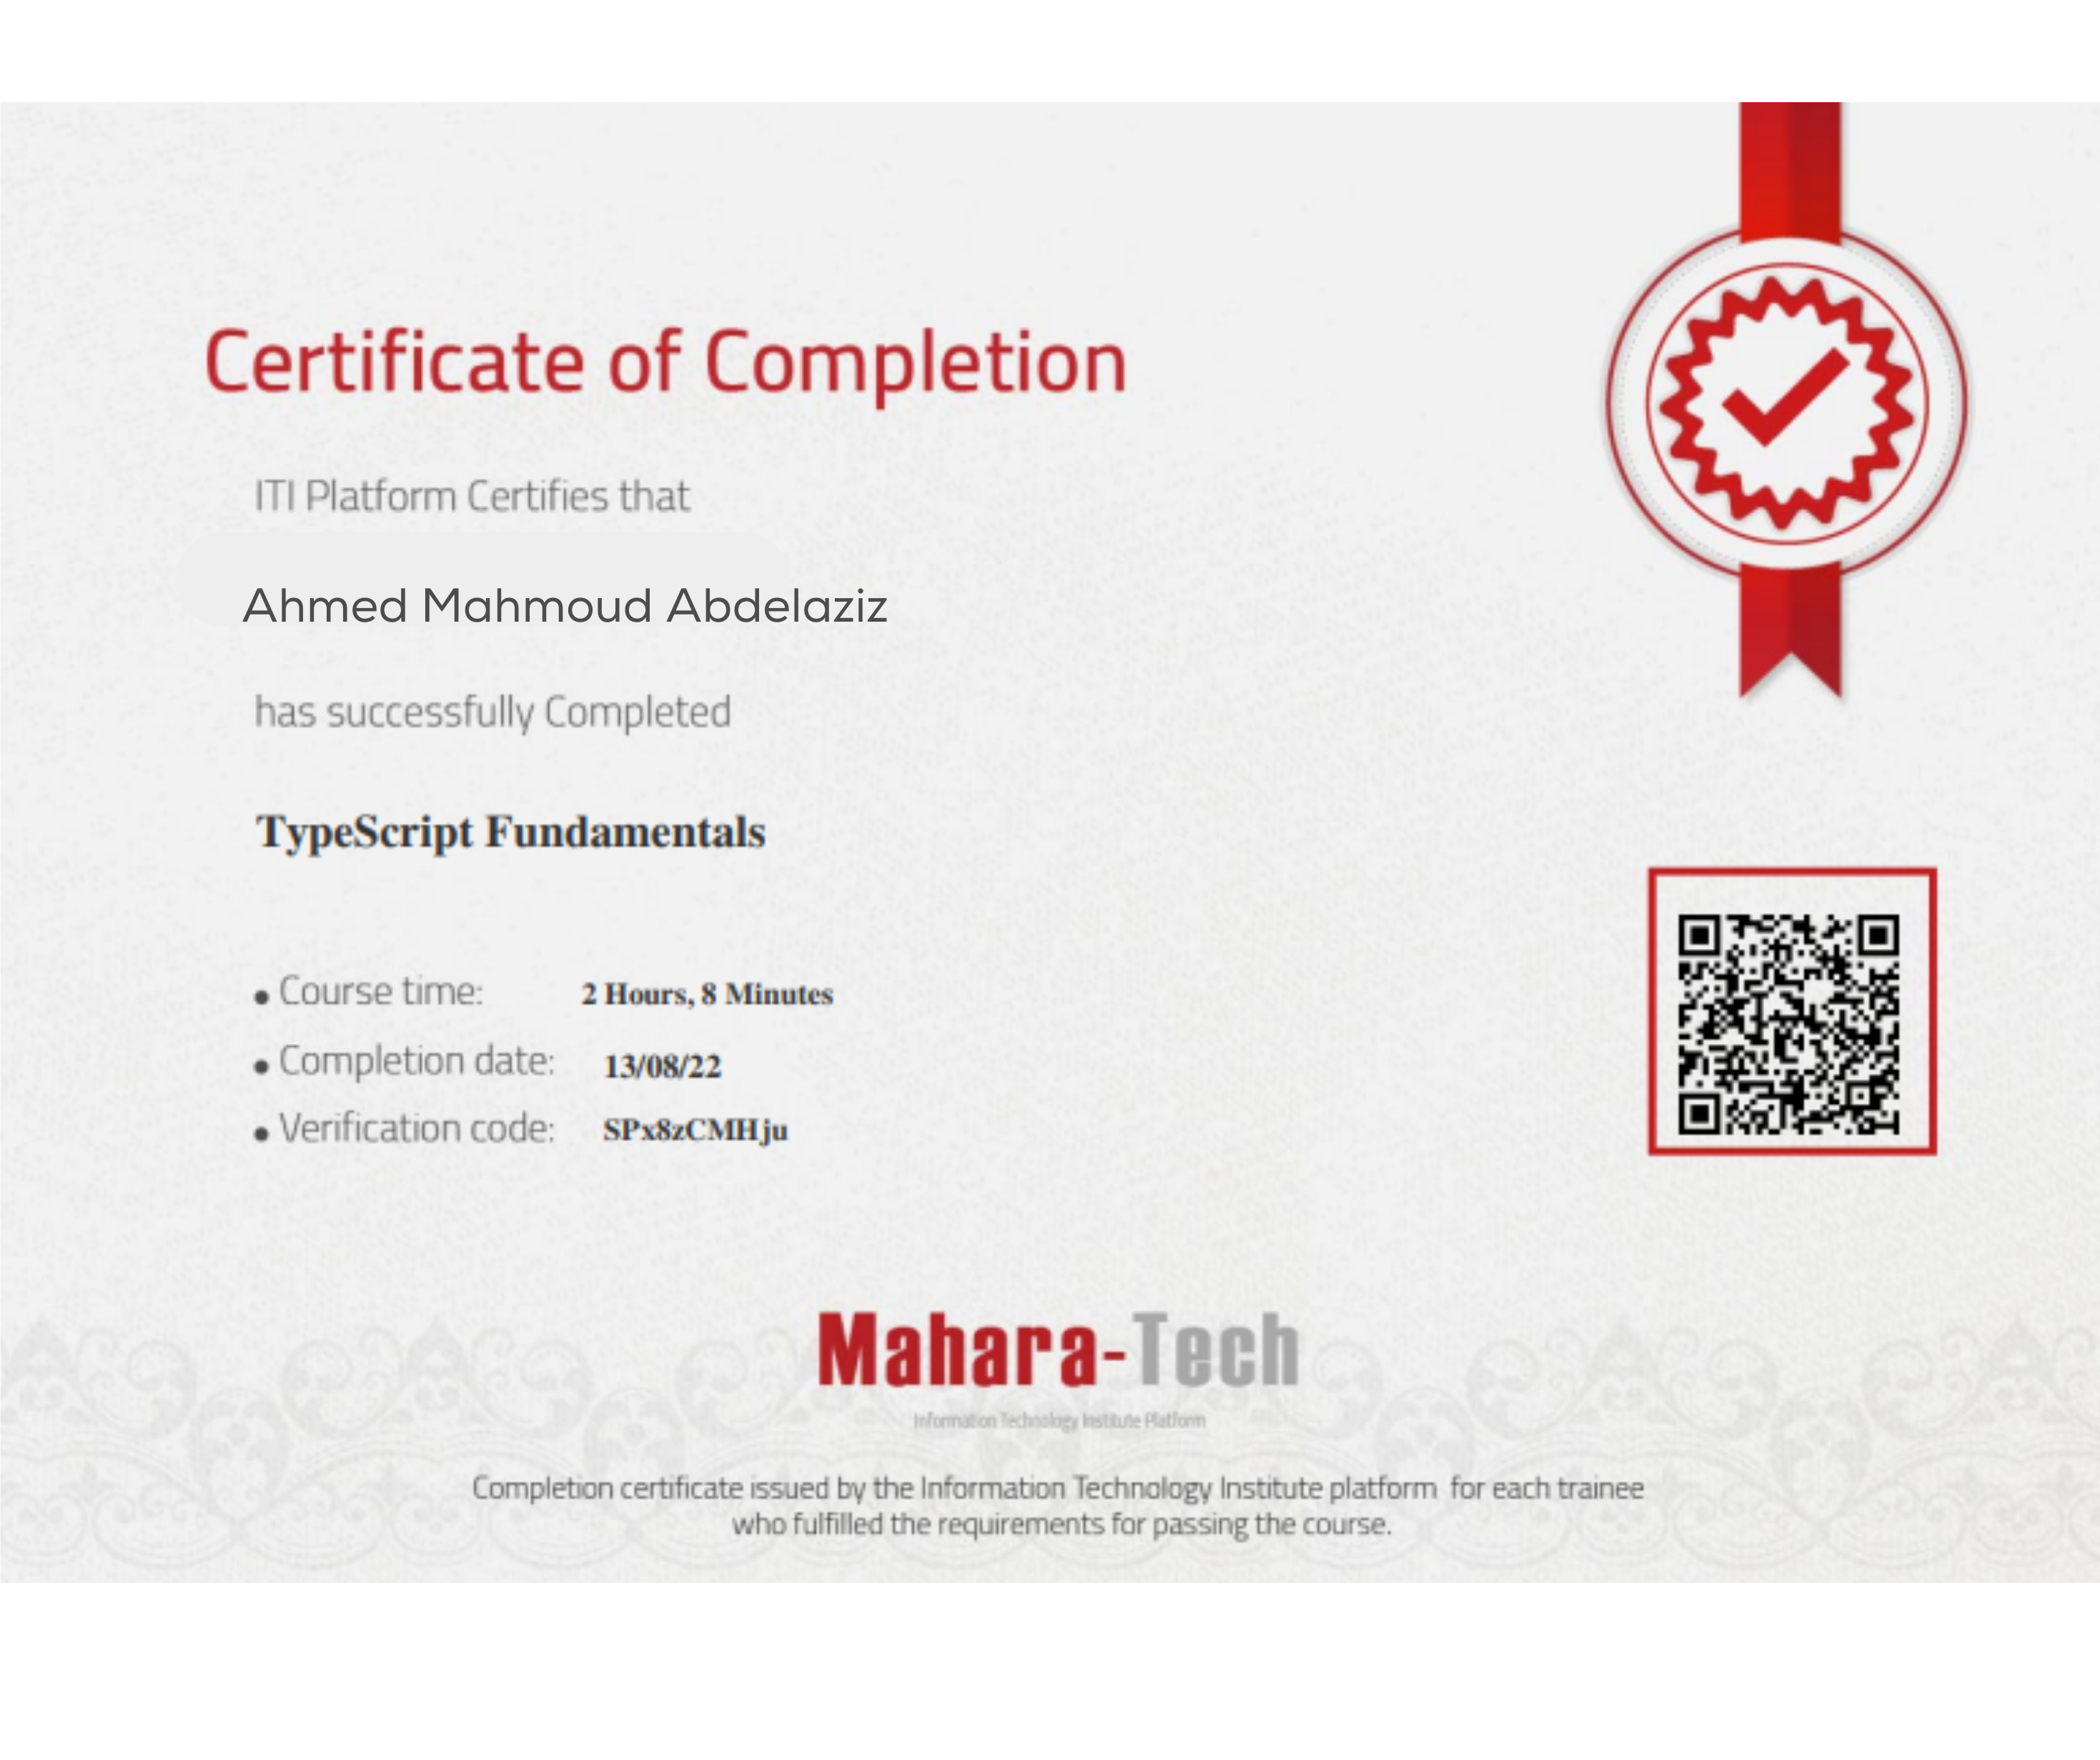 Certificate of Completion
ITI Platform Certifies that
Ahmed Mahmoud Abdelaziz
has successfully Completed
TypeScript Fundamentals
• Course time: 2 Hours, 8 Minutes
• Completion date: 13/08/22
• Verification code: SPx8zCMHju
Mahara-Tech
Information Technology Institute Platform
Completion certificate issued by the Information Technology Institute platform for each trainee
who fulfilled the requirements for passing the course.